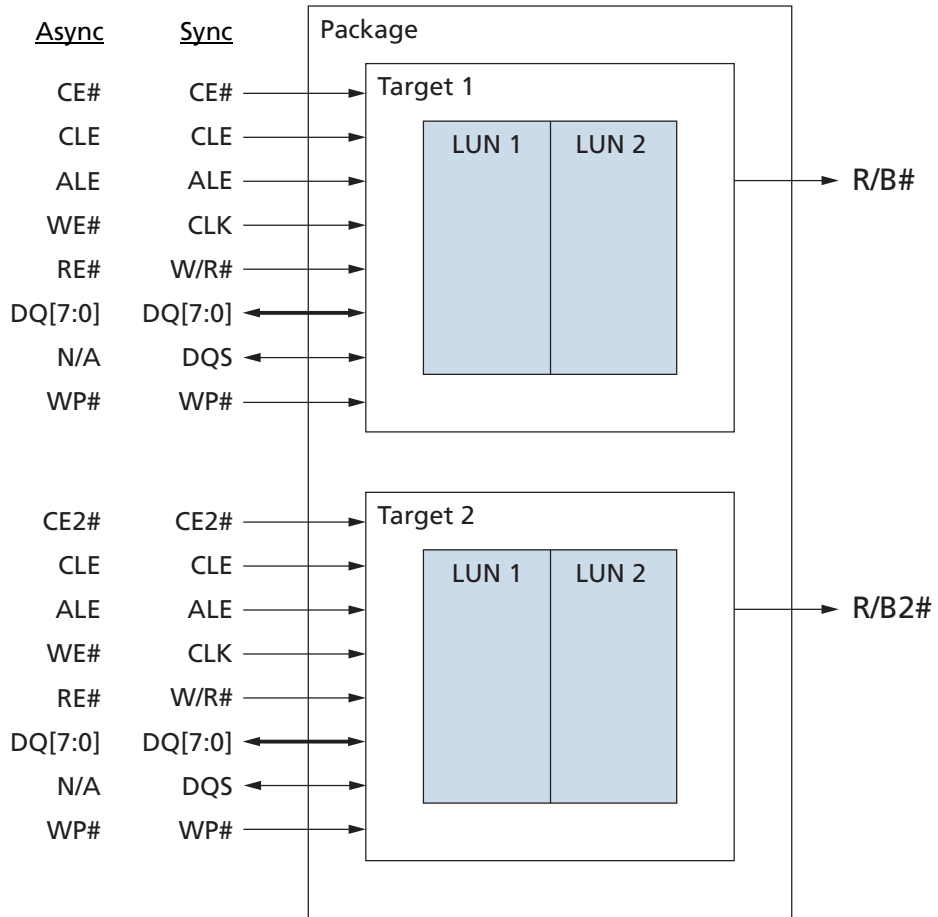 Async Sync Package
Target 1
CE# CE#
CLE CLE LUN 1 LUN 2
ALE ALE R/B#
WE# CLK
RE# W/R#
DQ[7:0] DQ[7:0]
N/A DQS
WP# WP#
CE2# CE2# Target 2
CLE CLE LUN 1 LUN 2
ALE ALE R/B2#
WE# CLK
RE# W/R#
DQ[7:0] DQ[7:0]
N/A DQS
WP# WP#